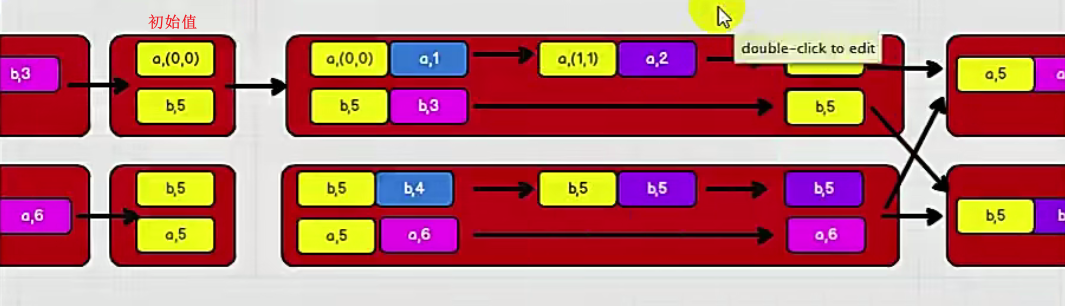 初始值
b,3
a,(0,0)
b,5
a,(0,0) a,1 a,(1,1) a,2
double-click to edit
b,5 b,3 b,5
a,5
a,6
b,5
a,5
b,5 b,4 b,5 b,5 b,5
a,5 a,6 a,6
b,5